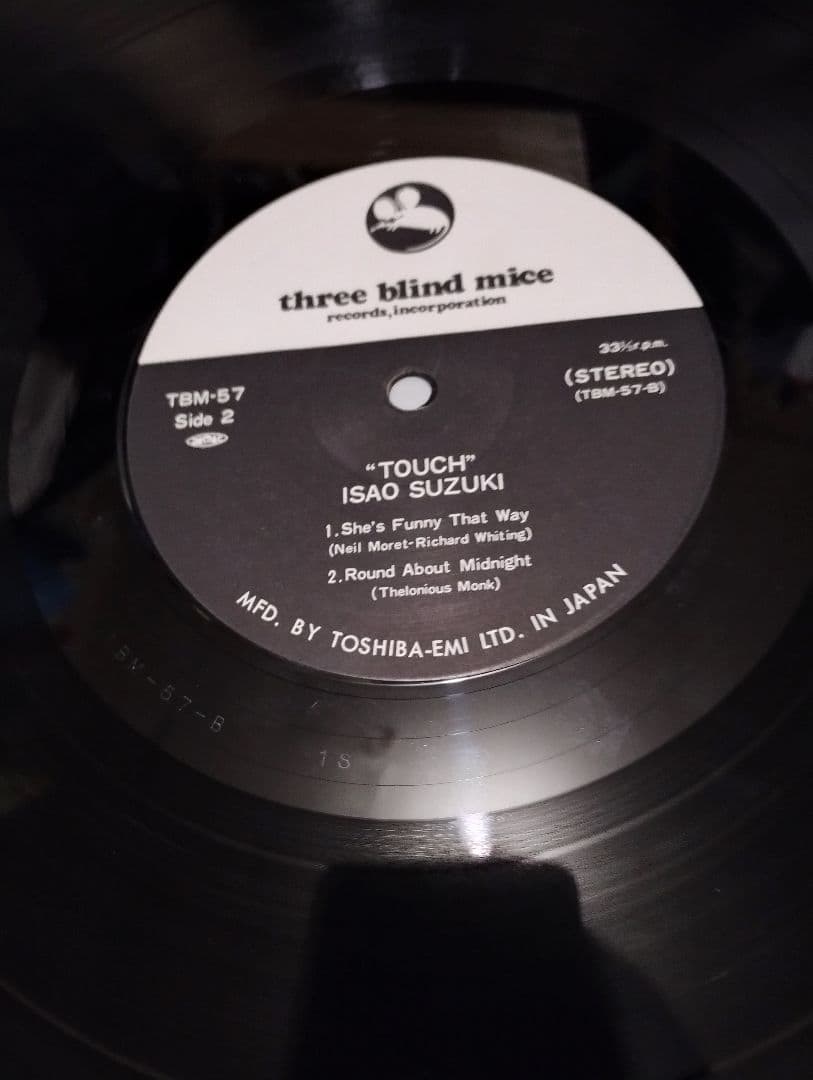 three blind mice
records, incorporation
33⅓r.p.m.
TBM-57
(STEREO)
Side 2
(TBM-57-B)
"TOUCH"
ISAO SUZUKI
1. She's Funny That Way
(Neil Moret-Richard Whiting)
2. Round About Midnight
(Thelonious Monk)
MFD. BY TOSHIBA-EMI LTD. IN JAPAN
BM-57-B
1S